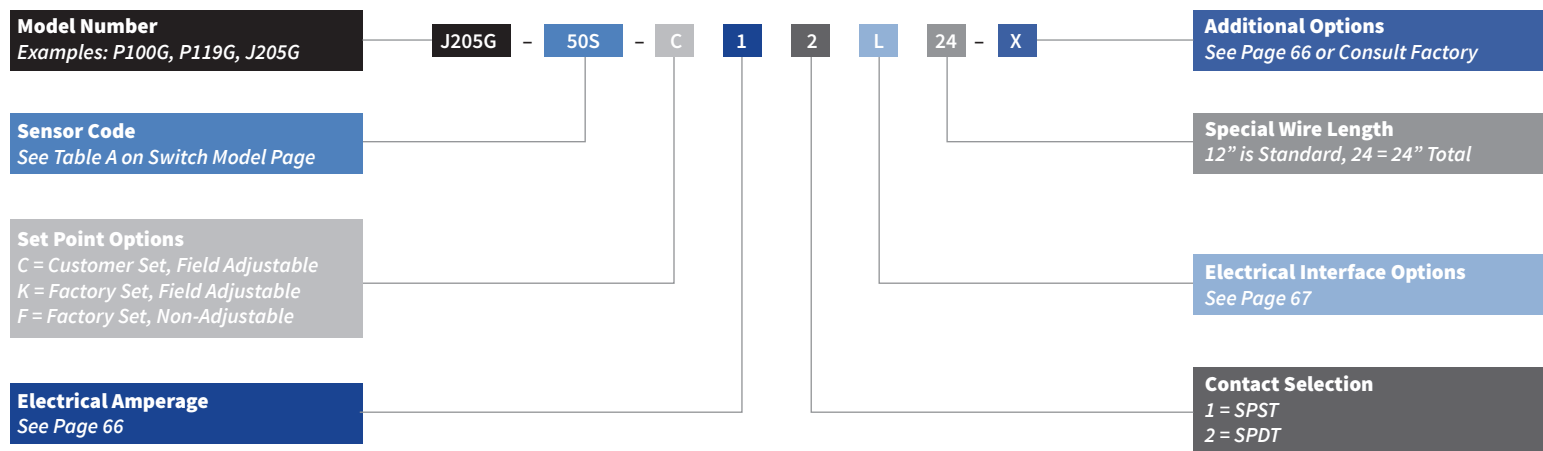 Model Number
Examples: P100G, P119G, J205G
J205G – 50S – C 1 2 L 24 – X
Additional Options
See Page 66 or Consult Factory
Sensor Code
See Table A on Switch Model Page
Special Wire Length
12” is Standard, 24 = 24” Total
Set Point Options
C = Customer Set, Field Adjustable
K = Factory Set, Field Adjustable
F = Factory Set, Non-Adjustable
Electrical Interface Options
See Page 67
Electrical Amperage
See Page 66
Contact Selection
1 = SPST
2 = SPDT